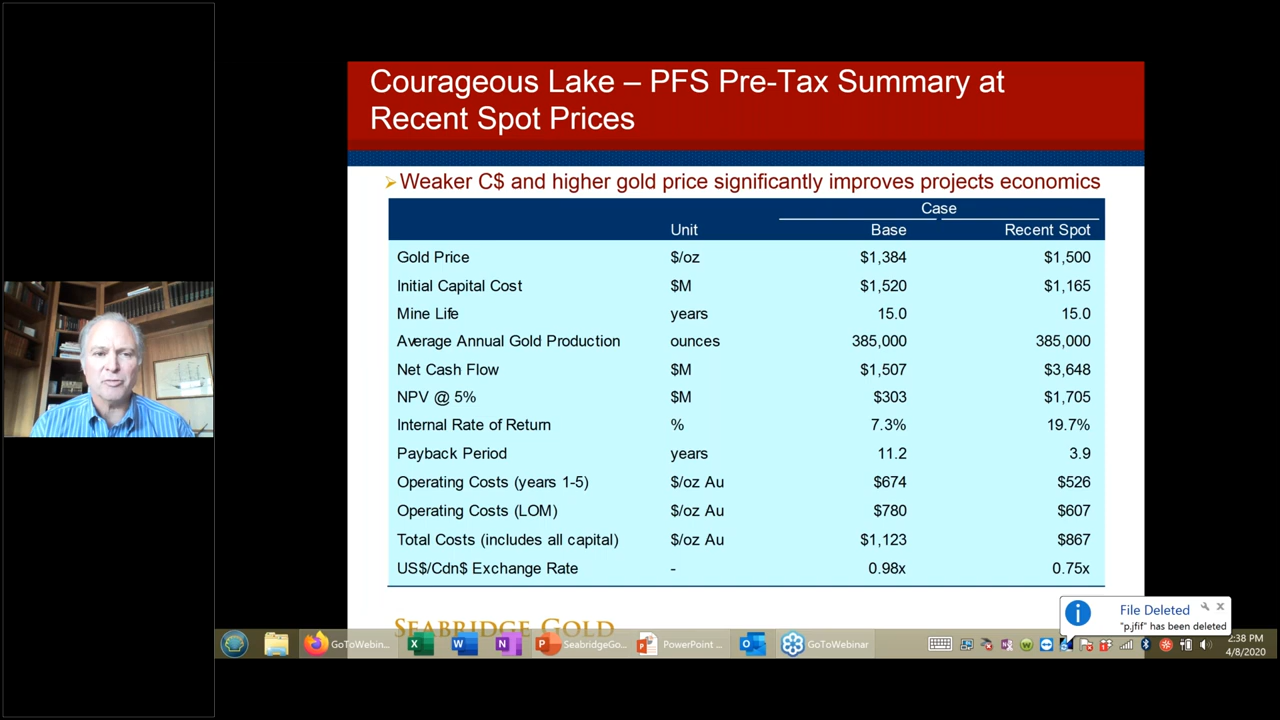 Courageous Lake – PFS Pre-Tax Summary at
Recent Spot Prices
Weaker C$ and higher gold price significantly improves projects economics
Case
Unit Base Recent Spot
Gold Price $/oz $1,384 $1,500
Initial Capital Cost $M $1,520 $1,165
Mine Life years 15.0 15.0
Average Annual Gold Production ounces 385,000 385,000
Net Cash Flow $M $1,507 $3,648
NPV @ 5% $M $303 $1,705
Internal Rate of Return % 7.3% 19.7%
Payback Period years 11.2 3.9
Operating Costs (years 1-5) $/oz Au $674 $526
Operating Costs (LOM) $/oz Au $780 $607
Total Costs (includes all capital) $/oz Au $1,123 $867
US$/Cdn$ Exchange Rate - 0.98x 0.75x
SEABRIDGE GOLD
File Deleted
"p.jfif" has been deleted
GoToWebin... SeabridgeGo... PowerPoint ... GoToWebinar
2:38 PM
4/8/2020